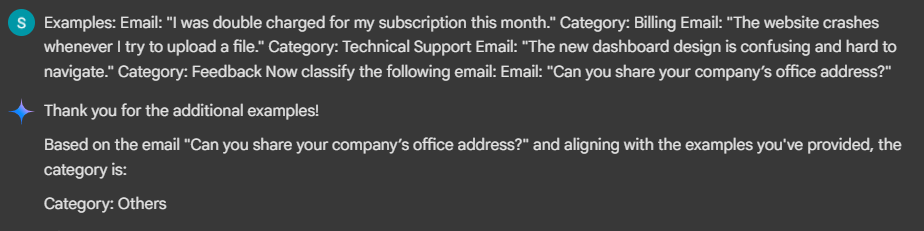 S
Examples: Email: "I was double charged for my subscription this month." Category: Billing Email: "The website crashes
whenever I try to upload a file." Category: Technical Support Email: "The new dashboard design is confusing and hard to
navigate." Category: Feedback Now classify the following email: Email: "Can you share your company’s office address?"
Thank you for the additional examples!
Based on the email "Can you share your company’s office address?" and aligning with the examples you've provided, the
category is:
Category: Others